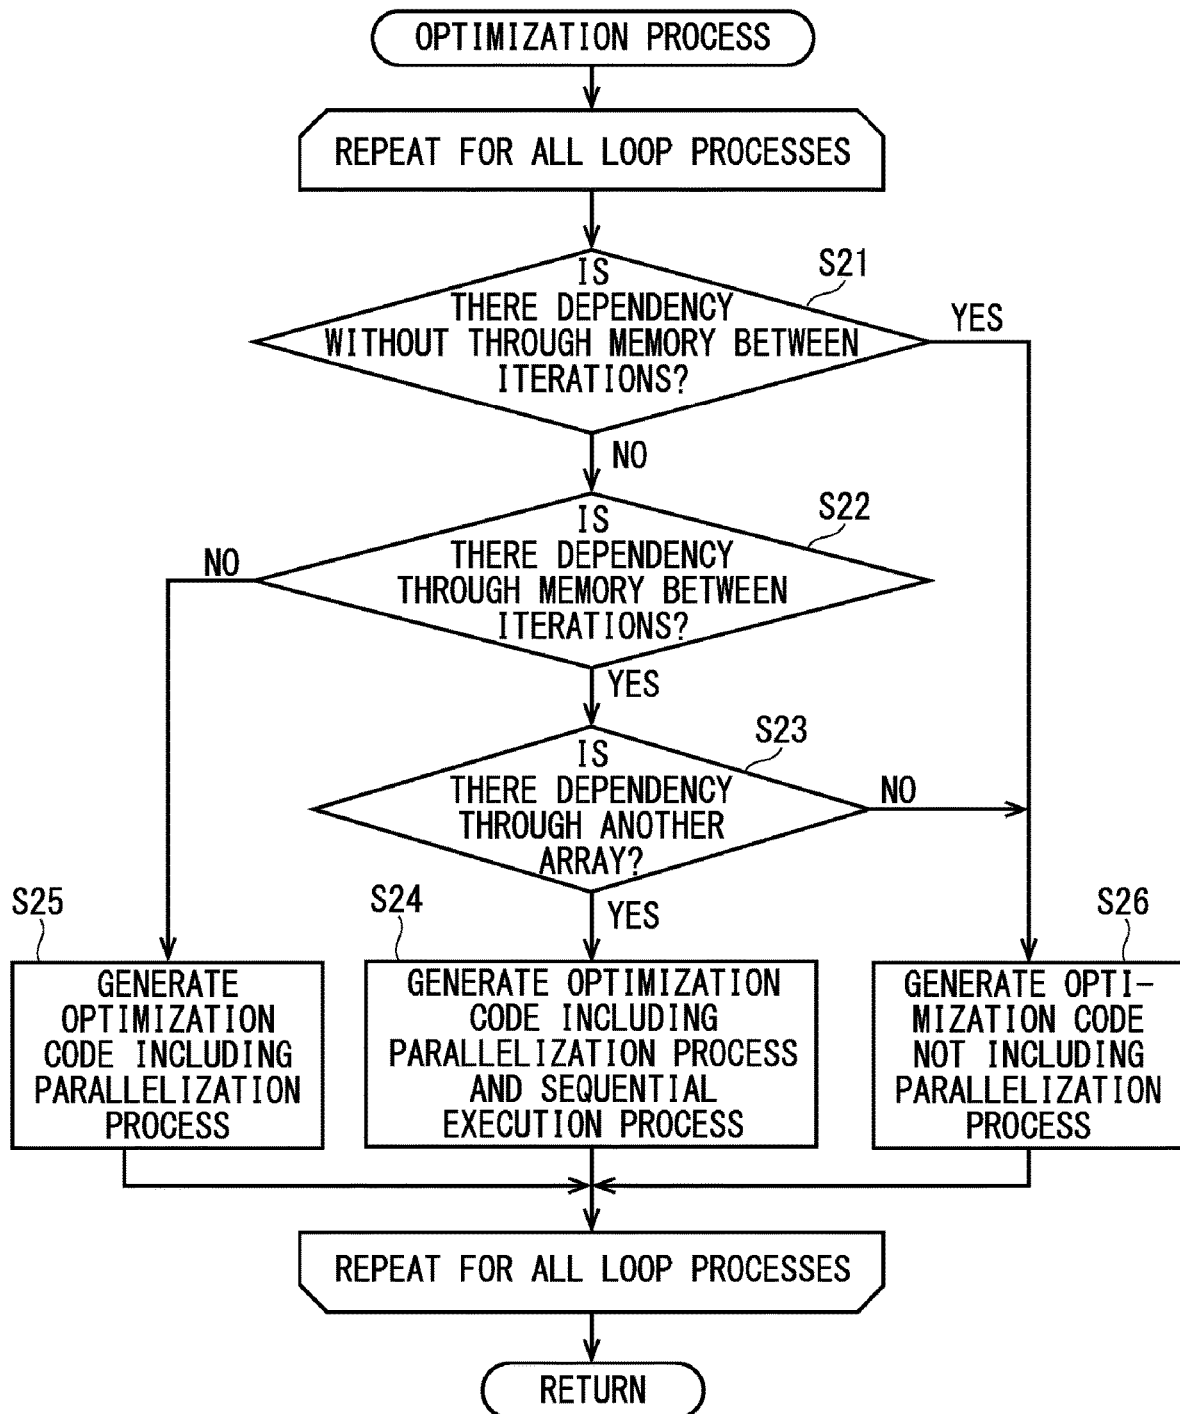 OPTIMIZATION PROCESS
REPEAT FOR ALL LOOP PROCESSES
S21
IS
THERE DEPENDENCY
WITHOUT THROUGH MEMORY BETWEEN
ITERATIONS?
YES
NO
S22
IS
THERE DEPENDENCY
THROUGH MEMORY BETWEEN
ITERATIONS?
NO
YES
S23
IS
THERE DEPENDENCY
THROUGH ANOTHER
ARRAY?
NO
YES
S25
GENERATE
OPTIMIZATION
CODE INCLUDING
PARALLELIZATION
PROCESS
S24
GENERATE OPTIMIZATION
CODE INCLUDING
PARALLELIZATION PROCESS
AND SEQUENTIAL
EXECUTION PROCESS
S26
GENERATE OPTI-
MIZATION CODE
NOT INCLUDING
PARALLELIZATION
PROCESS
REPEAT FOR ALL LOOP PROCESSES
RETURN